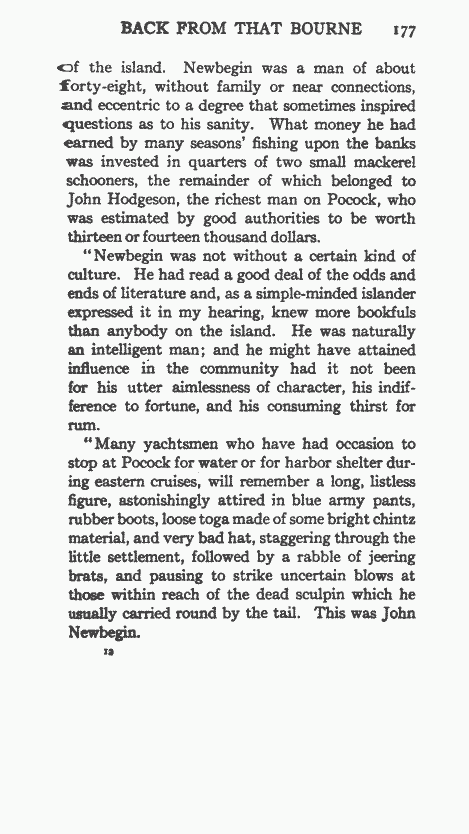 BACK FROM THAT BOURNE 177
of the island. Newbegin was a man of about
forty-eight, without family or near connections,
and eccentric to a degree that sometimes inspired
questions as to his sanity. What money he had
earned by many seasons' fishing upon the banks
was invested in quarters of two small mackerel
schooners, the remainder of which belonged to
John Hodgeson, the richest man on Pocock, who
was estimated by good authorities to be worth
thirteen or fourteen thousand dollars.
"Newbegin was not without a certain kind of
culture. He had read a good deal of the odds and
ends of literature and, as a simple-minded islander
expressed it in my hearing, knew more bookfuls
than anybody on the island. He was naturally
an intelligent man; and he might have attained
influence in the community had it not been
for his utter aimlessness of character, his indif-
ference to fortune, and his consuming thirst for
rum.
"Many yachtsmen who have had occasion to
stop at Pocock for water or for harbor shelter dur-
ing eastern cruises, will remember a long, listless
figure, astonishingly attired in blue army pants,
rubber boots, loose toga made of some bright chintz
material, and very bad hat, staggering through the
little settlement, followed by a rabble of jeering
brats, and pausing to strike uncertain blows at
those within reach of the dead sculpin which he
usually carried round by the tail. This was John
Newbegin.
12